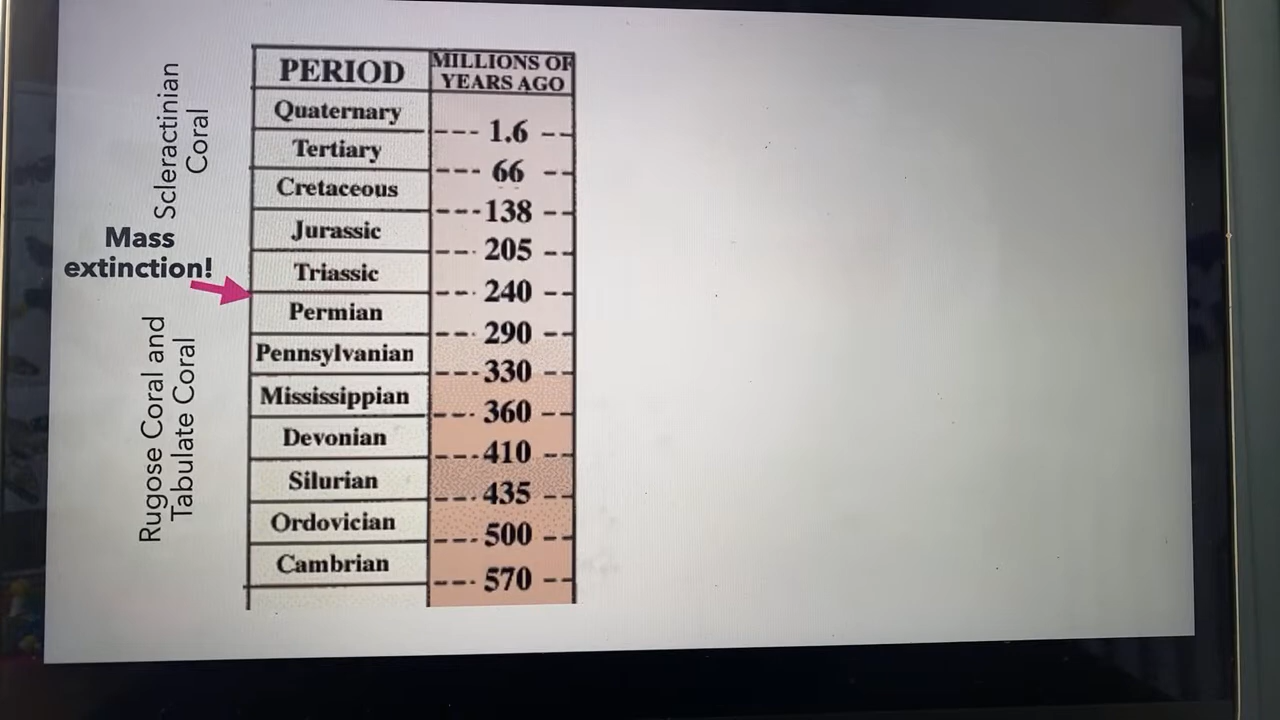 Scleractinian
Coral
Mass
extinction!
Rugose Coral and
Tabulate Coral
PERIOD
MILLIONS OF
YEARS AGO
Quaternary
--- 1.6 --
Tertiary
--- 66 --
Cretaceous
---138 --
Jurassic
--- 205 --
Triassic
--- 240 --
Permian
--- 290 --
Pennsylvanian
---330 --
Mississippian
--- 360 --
Devonian
---410 --
Silurian
--- 435 --
Ordovician
--- 500 --
Cambrian
--- 570 --